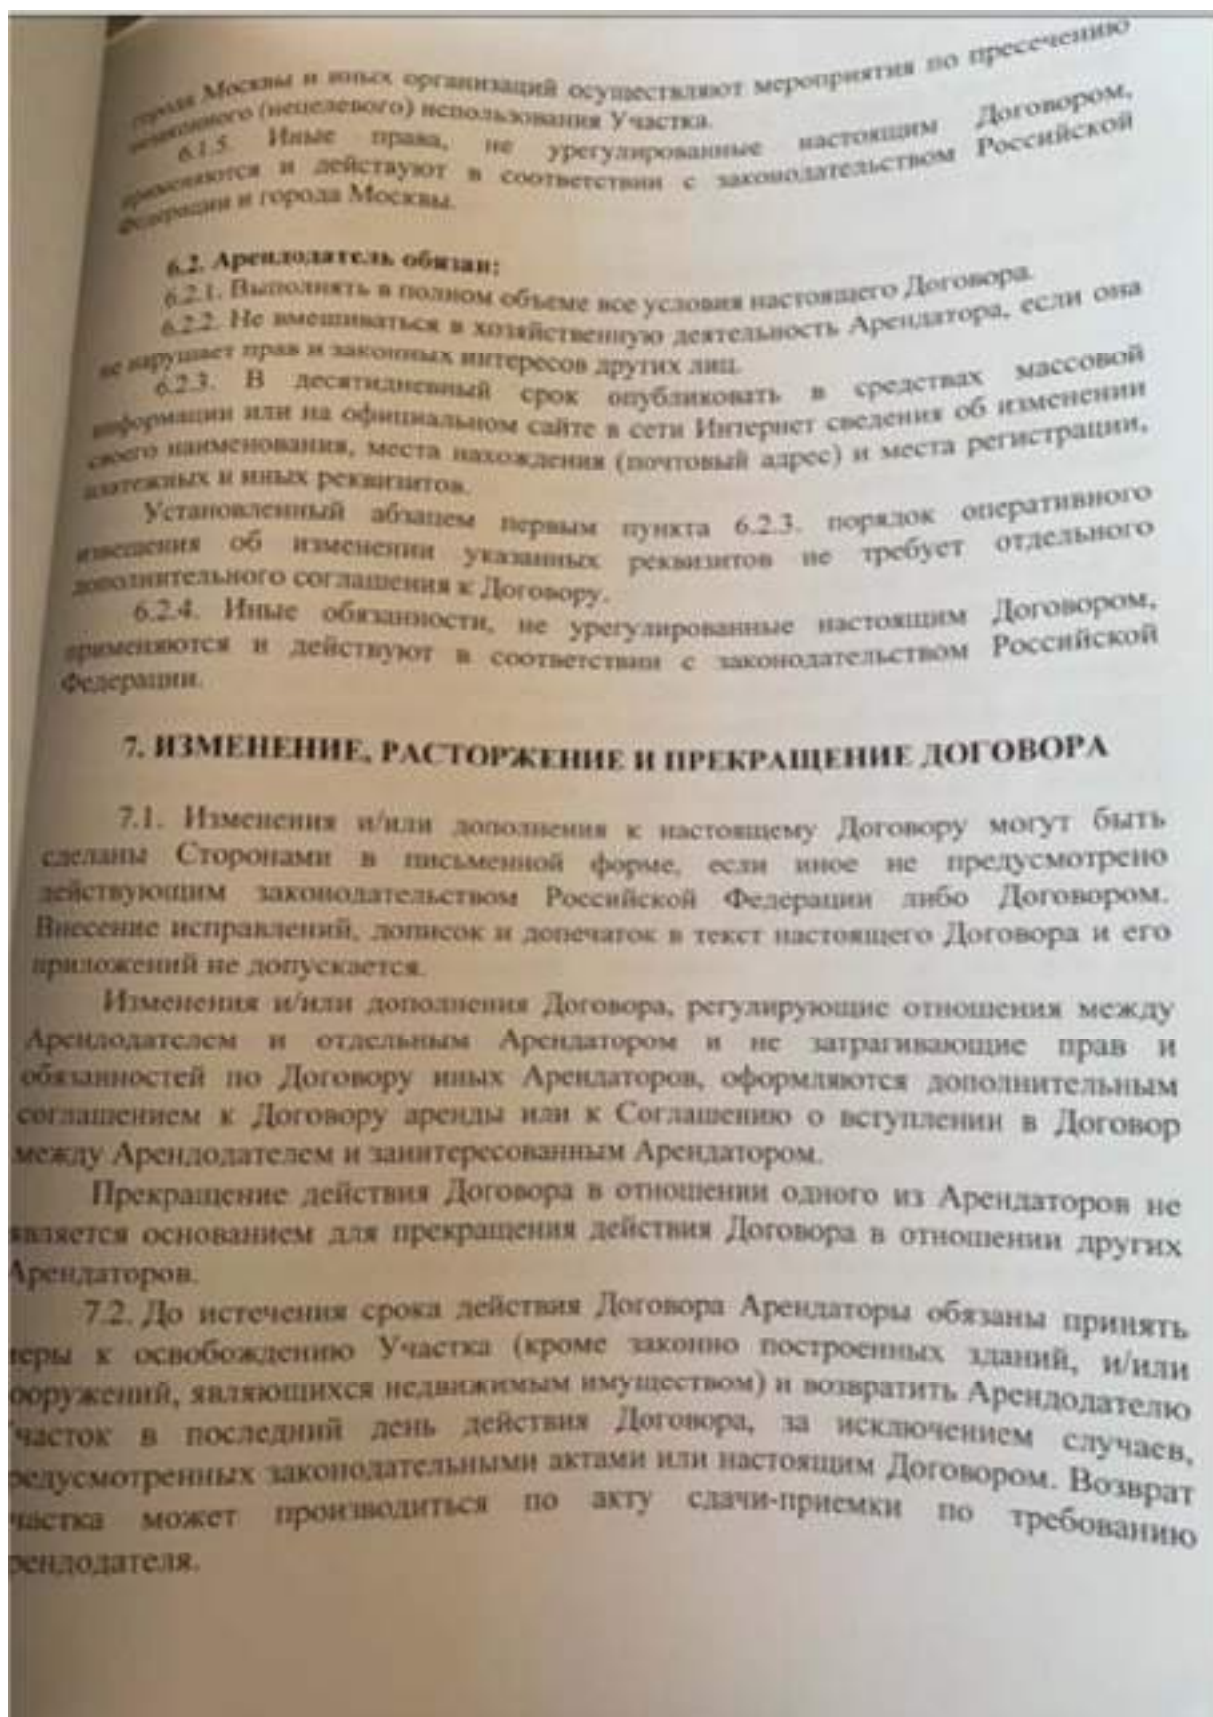 города Москвы и иных организаций осуществляют мероприятия по пресечению
незаконного (нецелевого) использования Участка.
6.1.5. Иные права, не урегулированные настоящим Договором,
применяются и действуют в соответствии с законодательством Российской
Федерации и города Москвы.
6.2. Арендодатель обязан:
6.2.1. Выполнять в полном объеме все условия настоящего Договора.
6.2.2. Не вмешиваться в хозяйственную деятельность Арендатора, если она
не нарушает прав и законных интересов других лиц.
6.2.3. В десятидневный срок опубликовать в средствах массовой
информации или на официальном сайте в сети Интернет сведения об изменении
своего наименования, места нахождения (почтовый адрес) и места регистрации,
платежных и иных реквизитов.
Установленный абзацем первым пункта 6.2.3. порядок оперативного
извещения об изменении указанных реквизитов не требует отдельного
дополнительного соглашения к Договору.
6.2.4. Иные обязанности, не урегулированные настоящим Договором,
применяются и действуют в соответствии с законодательством Российской
Федерации.
7. ИЗМЕНЕНИЕ, РАСТОРЖЕНИЕ И ПРЕКРАЩЕНИЕ ДОГОВОРА
7.1. Изменения и/или дополнения к настоящему Договору могут быть
сделаны Сторонами в письменной форме, если иное не предусмотрено
действующим законодательством Российской Федерации либо Договором.
Внесение исправлений, дописок и допечаток в текст настоящего Договора и его
приложений не допускается.
Изменения и/или дополнения Договора, регулирующие отношения между
Арендодателем и отдельным Арендатором и не затрагивающие прав и
обязанностей по Договору иных Арендаторов, оформляются дополнительным
соглашением к Договору аренды или к Соглашению о вступлении в Договор
между Арендодателем и заинтересованным Арендатором.
Прекращение действия Договора в отношении одного из Арендаторов не
является основанием для прекращения действия Договора в отношении других
Арендаторов.
7.2. До истечения срока действия Договора Арендаторы обязаны принять
еры к освобождению Участка (кроме законно построенных зданий, и/или
ооружений, являющихся недвижимым имуществом) и возвратить Арендодателю
часток в последний день действия Договора, за исключением случаев,
редусмотренных законодательными актами или настоящим Договором. Возврат
частка может производиться по акту сдачи-приемки по требованию
рендодателя.